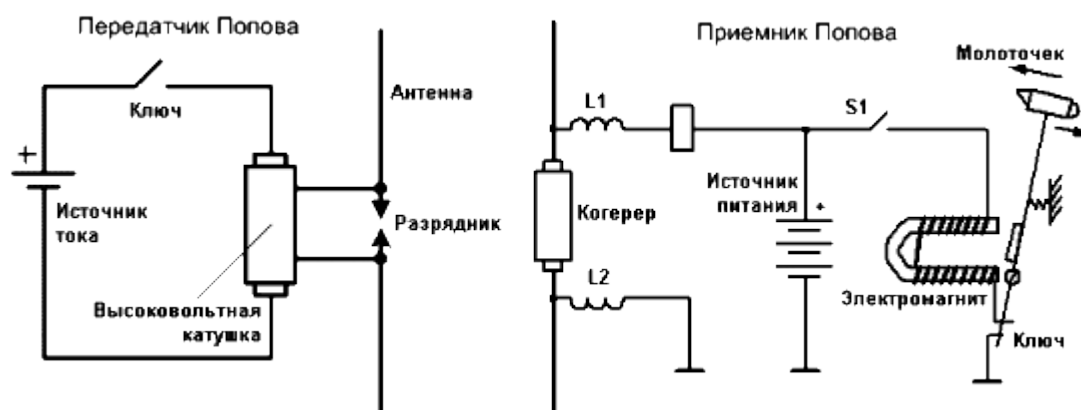 Передатчик Попова
Ключ
+
Источник
тока
Высоковольтная
катушка
Антенна
Разрядник
Приемник Попова
Молоточек
L1
S1
Когерер
Источник
питания
+
L2
Электромагнит
Ключ